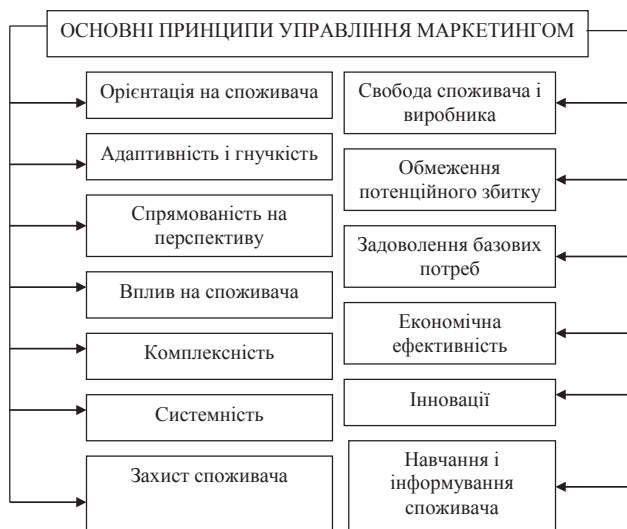 ОСНОВНІ ПРИНЦИПИ УПРАВЛІННЯ МАРКЕТИНГОМ
Орієнтація на споживача
Адаптивність і гнучкість
Спрямованість на
перспективу
Вплив на споживача
Комплексність
Системність
Захист споживача
Свобода споживача і
виробника
Обмеження
потенційного збитку
Задоволення базових
потреб
Економічна
ефективність
Інновації
Навчання і
інформування
споживача